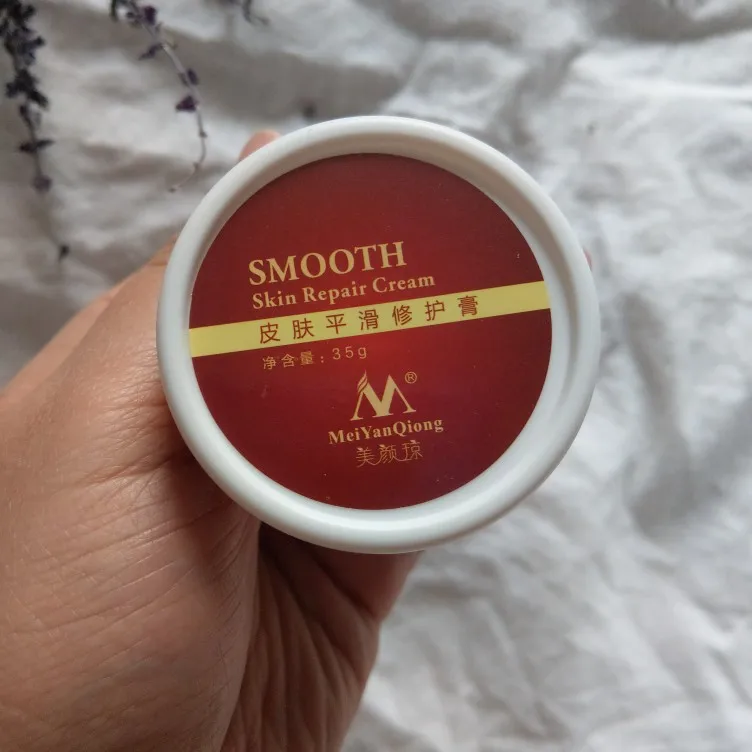 SMOOTH
Skin Repair Cream
皮肤平滑修护膏
净含量：35g
®
MeiYanQiong
美颜琼